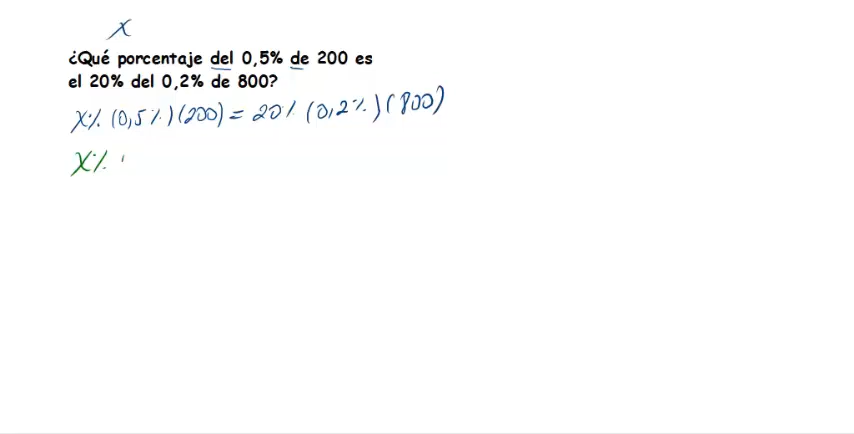 X
¿Qué porcentaje del 0,5% de 200 es
el 20% del 0,2% de 800?
X% (0,5%)(200) = 20% (0,2%)(800)
X%